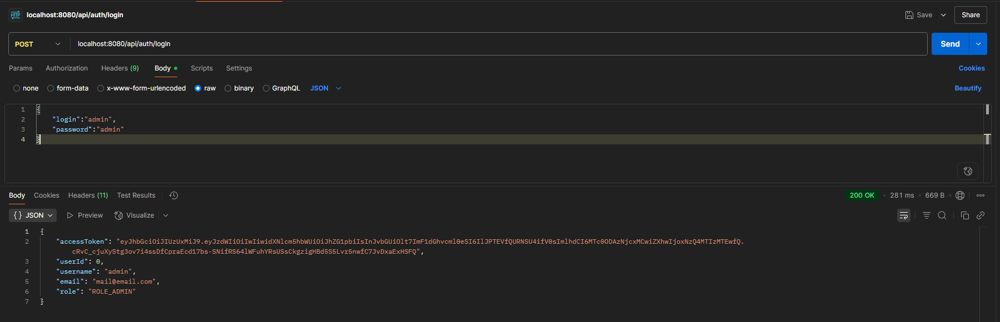 HTTP localhost:8080/api/auth/login Save Share
POST localhost:8080/api/auth/login Send
Params Authorization Headers (9) Body Scripts Settings Cookies
none form-data x-www-form-urlencoded raw binary GraphQL JSON Beautify
1 {
2 "login":"admin",
3 "password":"admin"
4 }
Body Cookies Headers (11) Test Results 200 OK 281 ms 669 B
{} JSON Preview Visualize
1 {
2 "accessToken": "eyJhbGciOiJIUzUxMiJ9.eyJzdWIiOiIwIiwidXNlcm5hbWUiOiJhZG1pbiIsInJvbGUiOlt7ImF1dGhvcml0eSI6IlJPTEVfQURNSU4ifV0sImlhdCI6MTc0ODAzNjcxMCwiZXhwIjoxNzQ4MTIzMTEwfQ.
cRvC_cjuXyStg3ov7i4ssDfCpraEcd17bs-SNifRS64lWFuhYRsUSsCkgzigHBd5S5Lvr5nwfC7JvDxaExHSFQ",
3 "userId": 0,
4 "username": "admin",
5 "email": "mail@email.com",
6 "role": "ROLE_ADMIN"
7 }